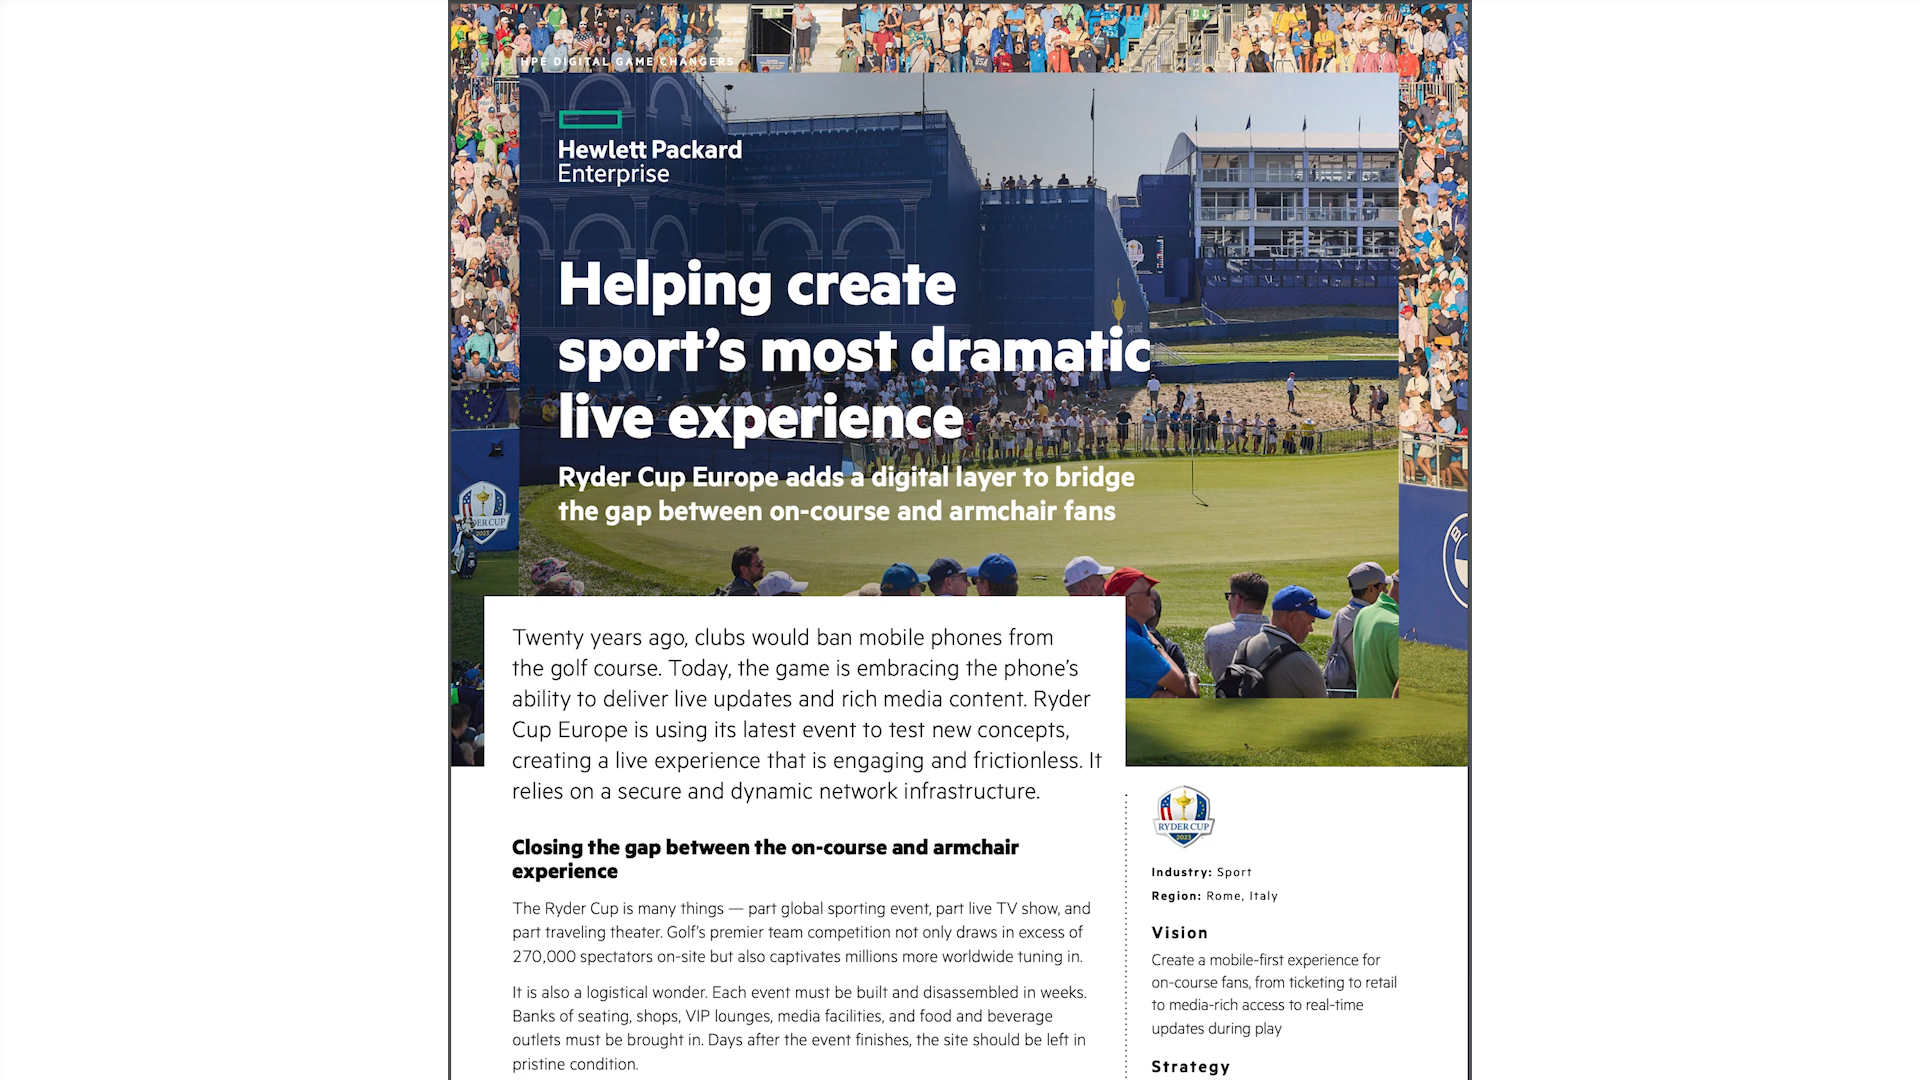 HPE DIGITAL GAME CHANGERS
Hewlett Packard
Enterprise
Helping create
sport’s most dramatic
live experience
Ryder Cup Europe adds a digital layer to bridge
the gap between on-course and armchair fans
Twenty years ago, clubs would ban mobile phones from
the golf course. Today, the game is embracing the phone’s
ability to deliver live updates and rich media content. Ryder
Cup Europe is using its latest event to test new concepts,
creating a live experience that is engaging and frictionless. It
relies on a secure and dynamic network infrastructure.
Closing the gap between the on-course and armchair
experience
The Ryder Cup is many things — part global sporting event, part live TV show, and
part traveling theater. Golf’s premier team competition not only draws in excess of
270,000 spectators on-site but also captivates millions more worldwide tuning in.
It is also a logistical wonder. Each event must be built and disassembled in weeks.
Banks of seating, shops, VIP lounges, media facilities, and food and beverage
outlets must be brought in. Days after the event finishes, the site should be left in
pristine condition.
RYDER CUP
2023
Industry: Sport
Region: Rome, Italy
Vision
Create a mobile-first experience for
on-course fans, from ticketing to retail
to media-rich access to real-time
updates during play
Strategy